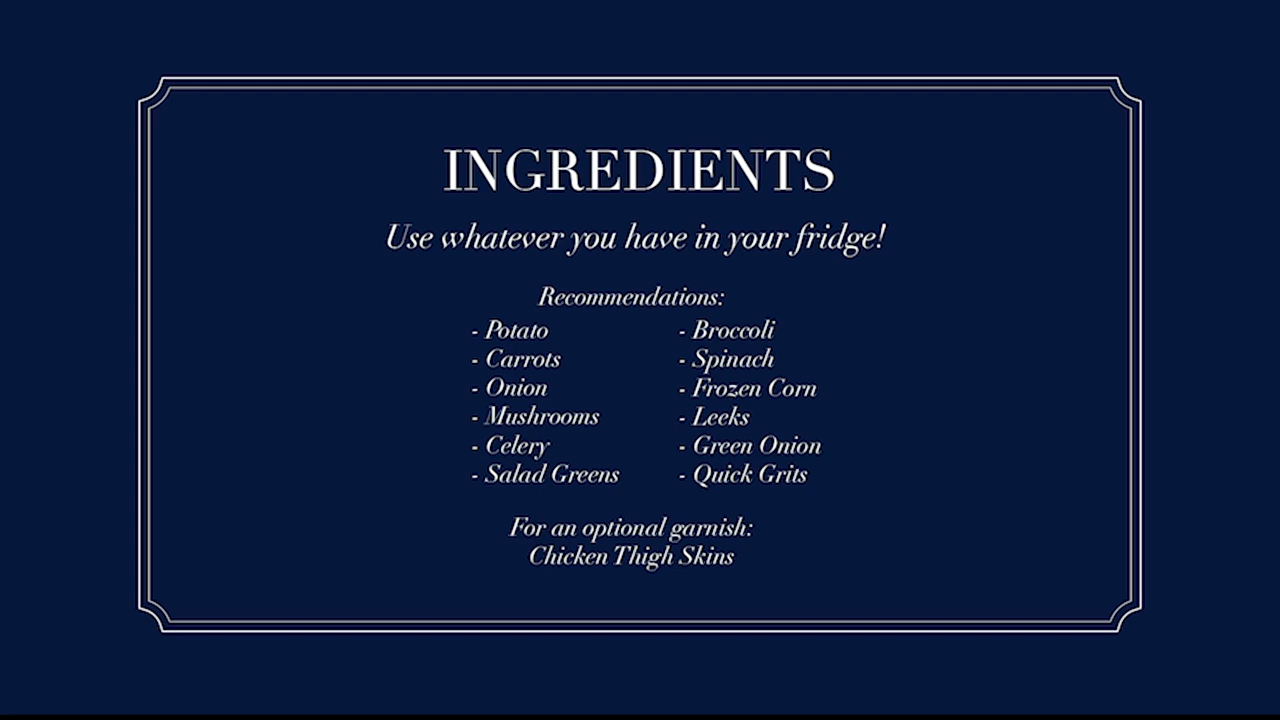 INGREDIENTS
Use whatever you have in your fridge!
Recommendations:
- Potato
- Carrots
- Onion
- Mushrooms
- Celery
- Salad Greens
- Broccoli
- Spinach
- Frozen Corn
- Leeks
- Green Onion
- Quick Grits
For an optional garnish:
Chicken Thigh Skins